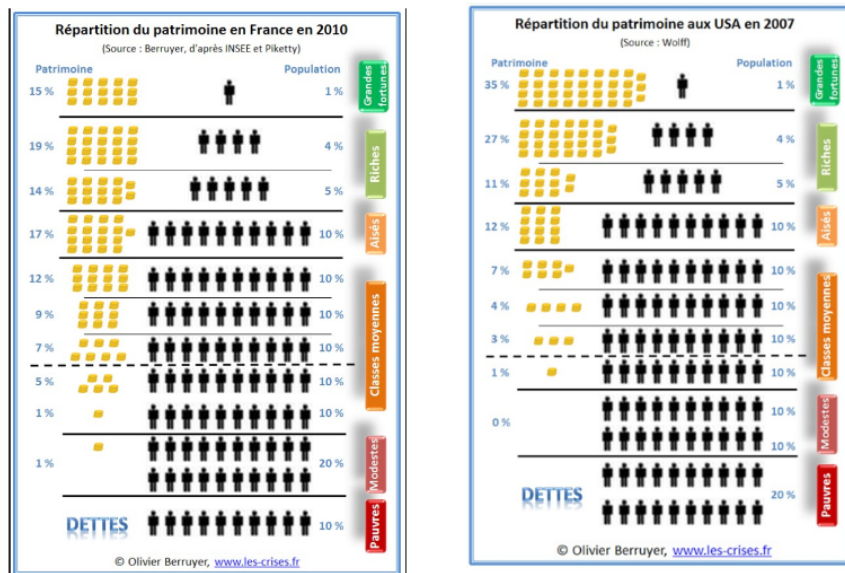 Répartition du patrimoine en France en 2010
(Source : Berruyer, d'après INSEE et Piketty)
Patrimoine Population
15 % 1 %
Grandes fortunes
19 % 4 %
14 % 5 %
Riches
17 % 10 %
Aisés
12 % 10 %
9 % 10 %
7 % 10 %
5 % 10 %
1 % 10 %
Classes moyennes
1 % 20 %
Modestes
DETTES 10 %
Pauvres
© Olivier Berruyer, www.les-crises.fr
Répartition du patrimoine aux USA en 2007
(Source : Wolff)
Patrimoine Population
35 % 1 %
Grandes fortunes
27 % 4 %
11 % 5 %
Riches
12 % 10 %
Aisés
7 % 10 %
4 % 10 %
3 % 10 %
1 % 10 %
Classes moyennes
0 % 10 %
10 %
Modestes
DETTES 20 %
Pauvres
© Olivier Berruyer, www.les-crises.fr